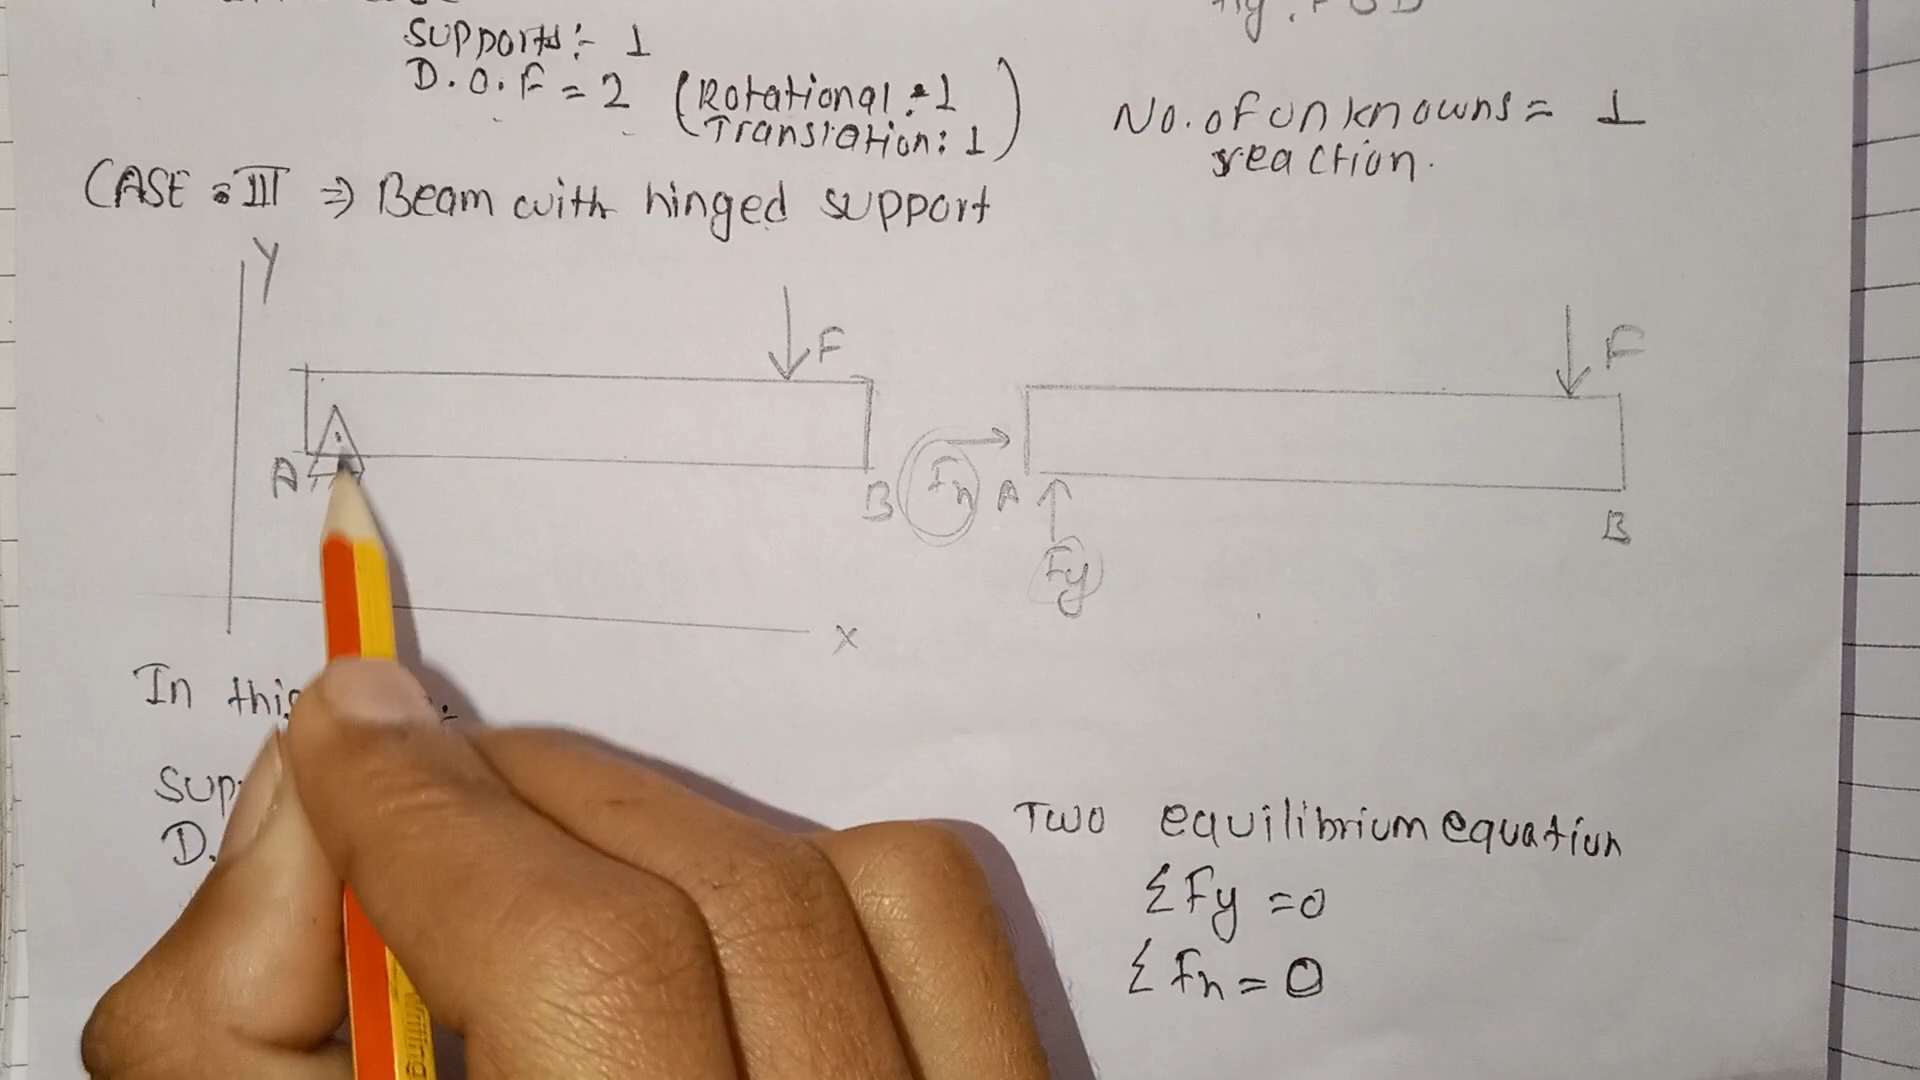 Supports:- 1
D.O.F = 2 (Rotational: 1
Translation: 1)
No. of unknowns = 1
reaction.
CASE: III ⇒ Beam with hinged support
Y
F
A
B
X
F
Fn
A
Fy
B
In this
Sup
D.
Two equilibrium equation
ΣFy =0
ΣFn = 0